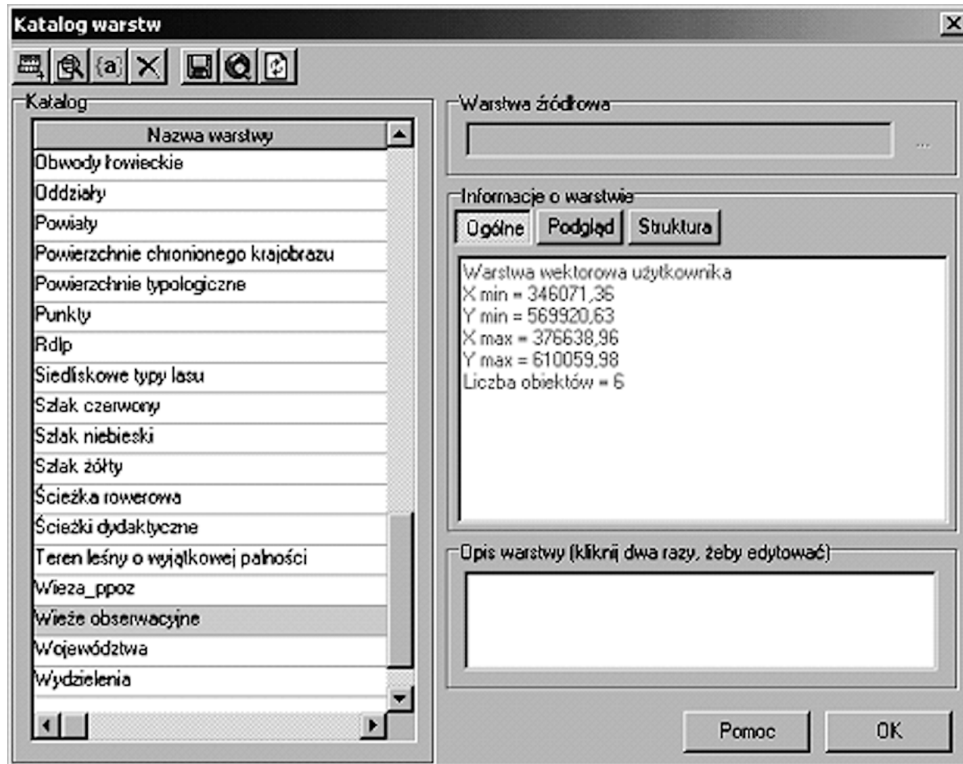 Katalog warstw
{a}
Katalog
Nazwa warstwy
Obwody łowieckie
Oddziały
Powiaty
Powierzchnie chronionego krajobrazu
Powierzchnie typologiczne
Punkty
Rdlp
Siedliskowe typy lasu
Szlak czerwony
Szlak niebieski
Szlak żółty
Ścieżka rowerowa
Ścieżki dydaktyczne
Teren leśny o wyjątkowej palności
Wieza_ppoz
Wieże obserwacyjne
Województwa
Wydzielenia
Warstwa źródłowa
...
Informacje o warstwie
Ogólne Podgląd Struktura
Warstwa wektorowa użytkownika
X min = 346071,36
Y min = 569920,63
X max = 376638,96
Y max = 610059,98
Liczba obiektów = 6
Opis warstwy (kliknij dwa razy, żeby edytować)
Pomoc OK